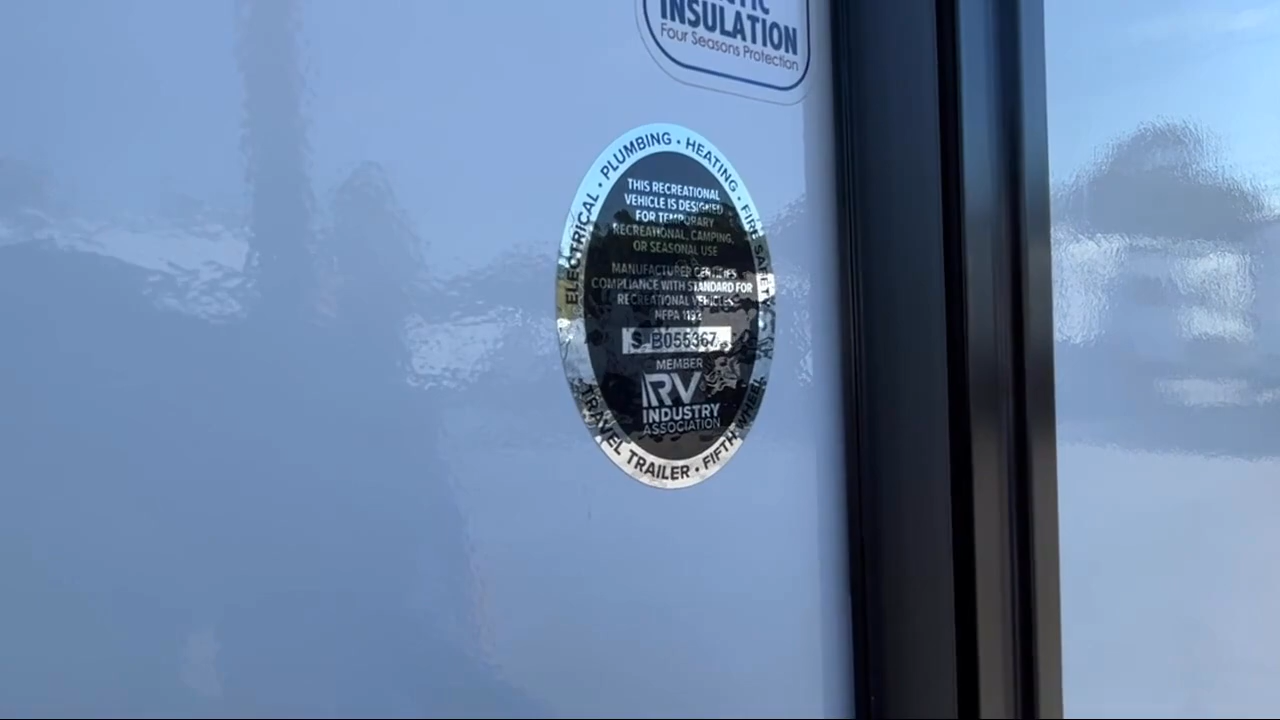 INSULATION
Four Seasons Protection
ELECTRICAL • PLUMBING • HEATING • FIRE SAFETY
THIS RECREATIONAL
VEHICLE IS DESIGNED
FOR TEMPORARY
RECREATIONAL, CAMPING,
OR SEASONAL USE
MANUFACTURER CERTIFIES
COMPLIANCE WITH STANDARD FOR
RECREATIONAL VEHICLES
NFPA 1192
S B055367
MEMBER
RV
INDUSTRY
ASSOCIATION
TRAVEL TRAILER • FIFTH WHEEL